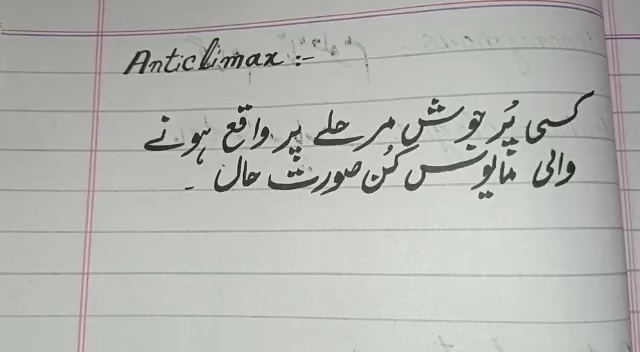 Anticlimax :-
کسی پُر جوش مرحلے پر واقع ہونے
والی مایوس کُن صورت حال ۔